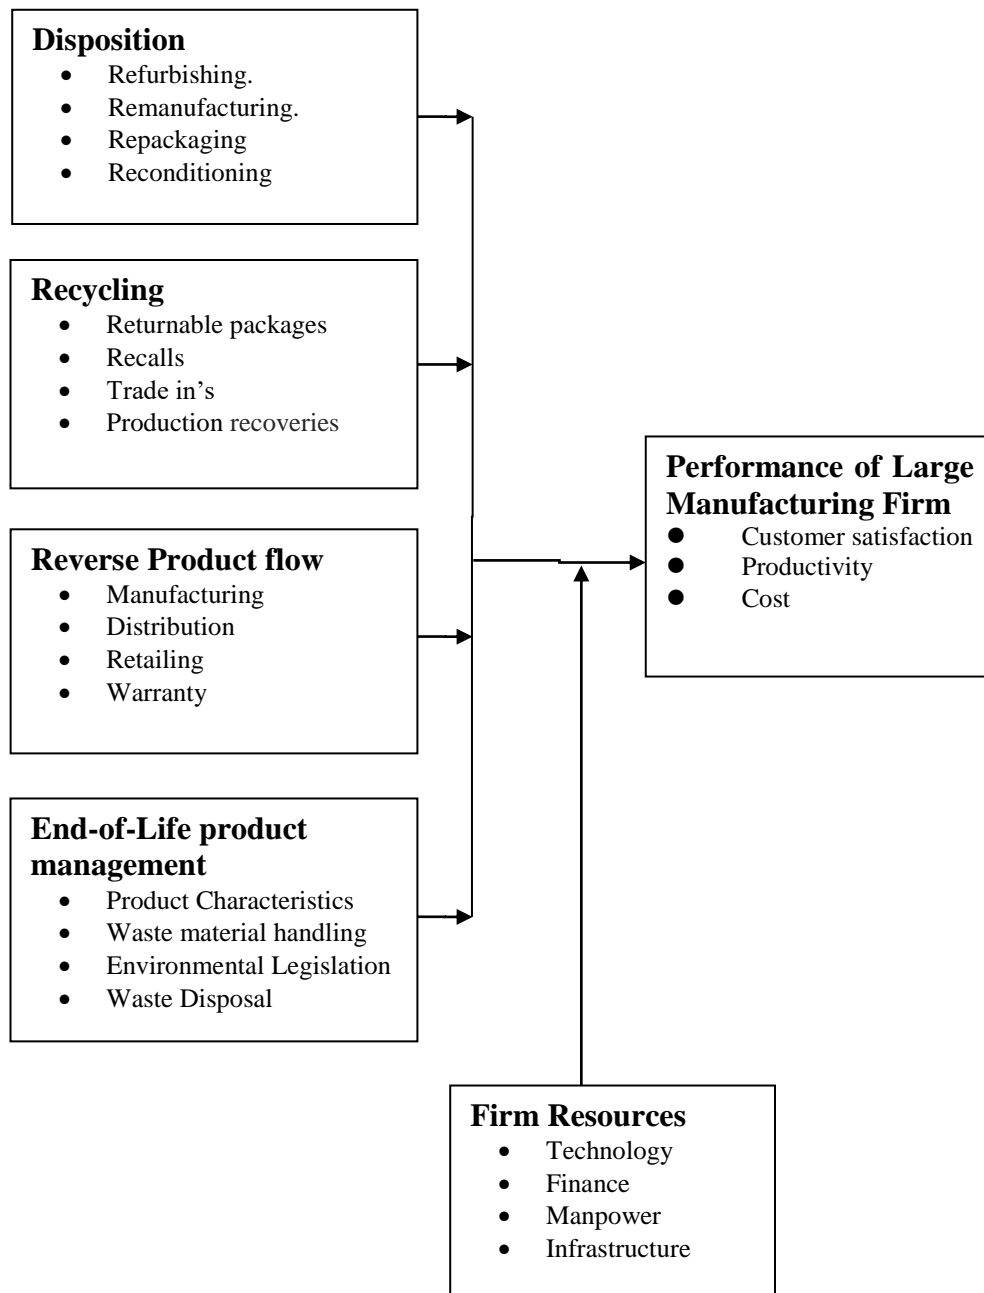 Disposition
• Refurbishing.
• Remanufacturing.
• Repackaging
• Reconditioning
Recycling
• Returnable packages
• Recalls
• Trade in’s
• Production recoveries
Reverse Product flow
• Manufacturing
• Distribution
• Retailing
• Warranty
End-of-Life product
management
• Product Characteristics
• Waste material handling
• Environmental Legislation
• Waste Disposal
Performance of Large
Manufacturing Firm
● Customer satisfaction
● Productivity
● Cost
Firm Resources
• Technology
• Finance
• Manpower
• Infrastructure